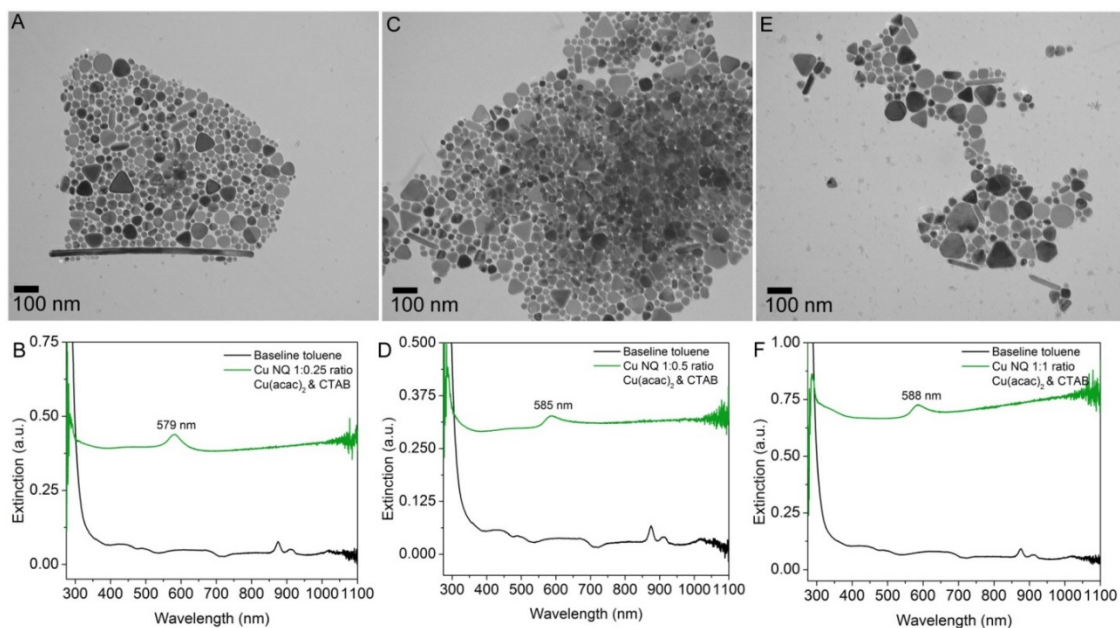 A
100 nm
C
100 nm
E
100 nm
B
Extinction (a.u.)
0.75
0.50
0.25
0.00
579 nm
Baseline toluene
Cu NQ 1:0.25 ratio
Cu(acac)₂ & CTAB
300 400 500 600 700 800 900 1000 1100
Wavelength (nm)
D
Extinction (a.u.)
0.500
0.375
0.250
0.125
0.000
585 nm
Baseline toluene
Cu NQ 1:0.5 ratio
Cu(acac)₂ & CTAB
300 400 500 600 700 800 900 1000 1100
Wavelength (nm)
F
Extinction (a.u.)
1.00
0.75
0.50
0.25
0.00
588 nm
Baseline toluene
Cu NQ 1:1 ratio
Cu(acac)₂ & CTAB
300 400 500 600 700 800 900 1000 1100
Wavelength (nm)